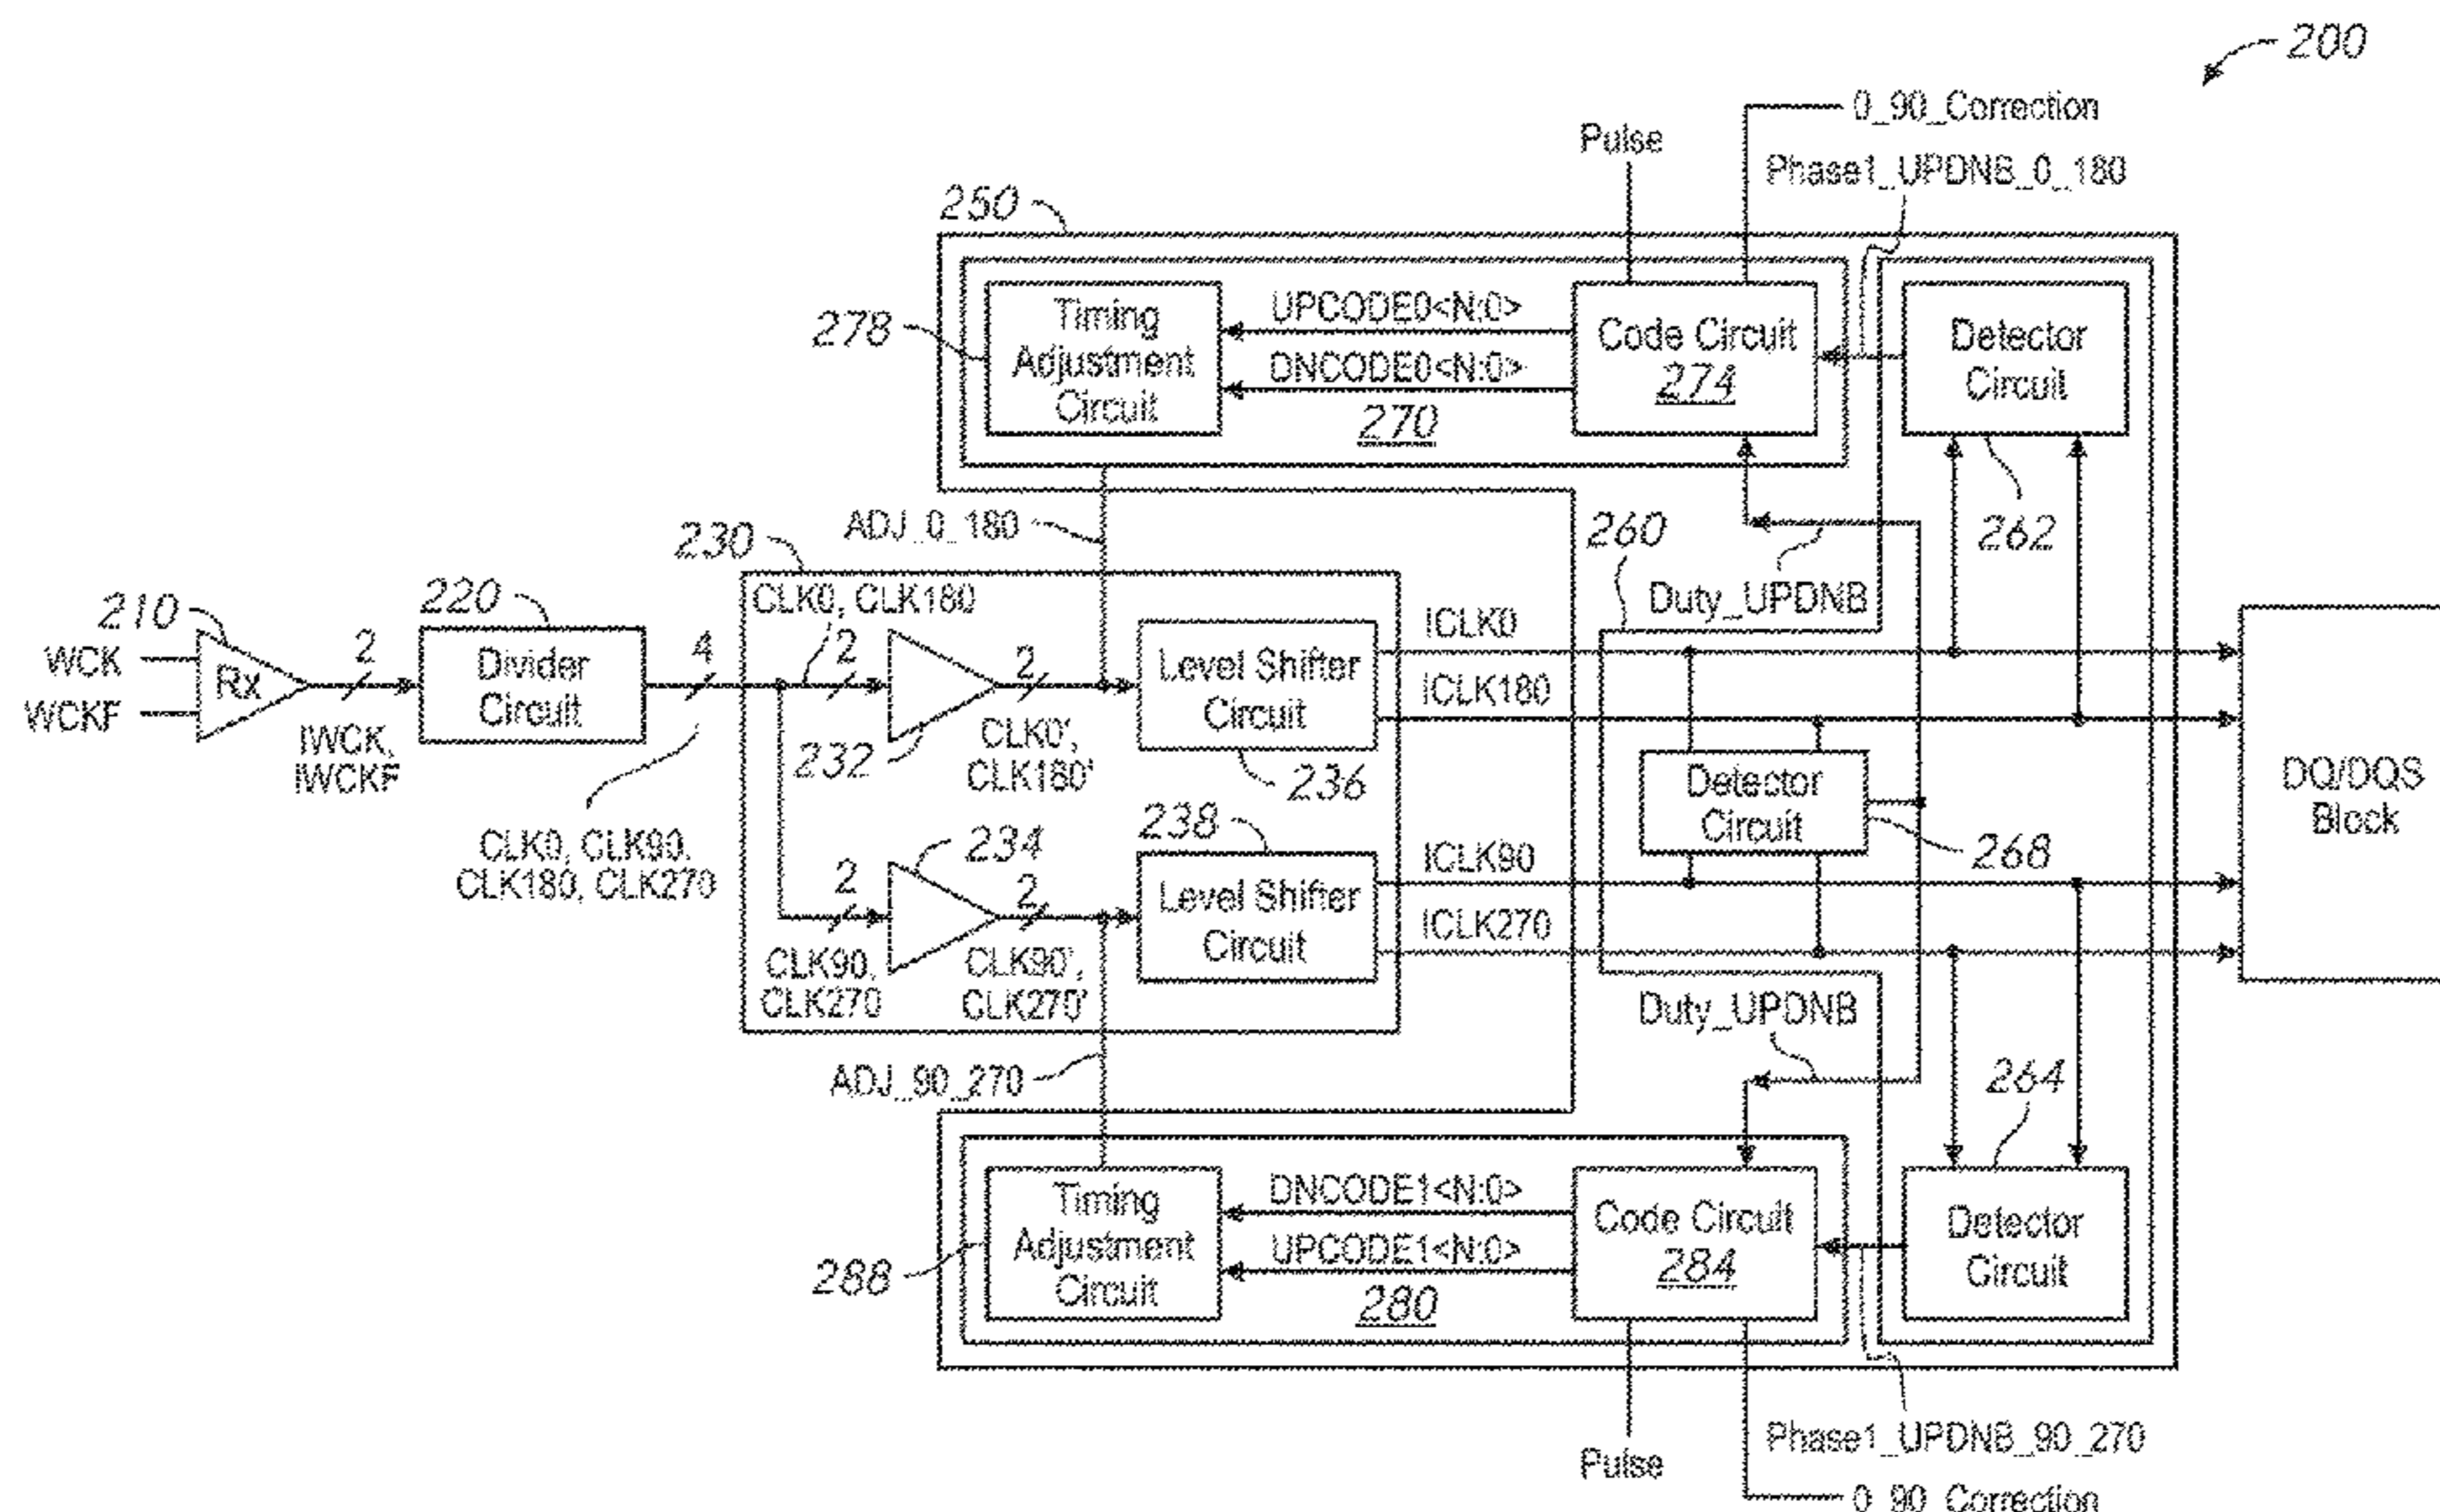 200
0_90_Correction
Pulse
Phase1_UPDNB_0_180
250
278
Timing
Adjustment
Circuit
UPCODE0<N:0>
DNCODE0<N:0>
270
Code Circuit
274
Detector
Circuit
262
ADJ_0_180
230
260
Duty_UPDNB
210
220
WCK
WCKF
Rx
2
IWCK,
IWCKF
Divider
Circuit
4
CLK0, CLK90,
CLK180, CLK270
CLK0, CLK180
2
232
2
CLK0',
CLK180'
Level Shifter
Circuit
236
ICLK0
ICLK180
Detector
Circuit
268
DQ/DQS
Block
234
238
2
CLK90,
CLK270
2
CLK90',
CLK270'
Level Shifter
Circuit
ICLK90
ICLK270
Duty_UPDNB
ADJ_90_270
264
288
Timing
Adjustment
Circuit
DNCODE1<N:0>
UPCODE1<N:0>
280
Code Circuit
284
Detector
Circuit
Pulse
Phase1_UPDNB_90_270
0_90_Correction